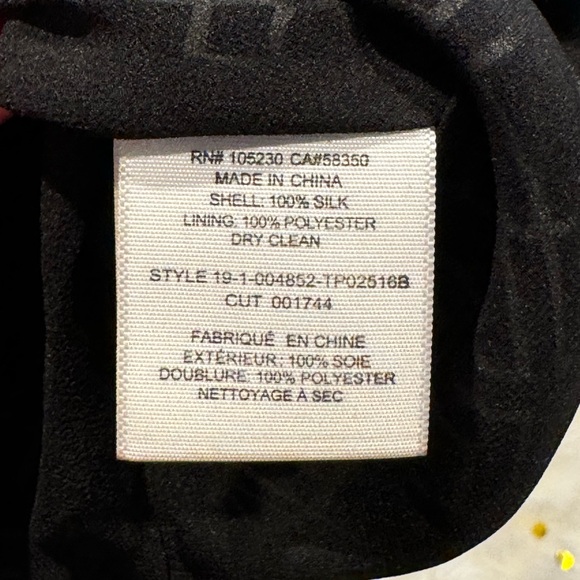 RN# 105230 CA#58350
MADE IN CHINA
SHELL: 100% SILK
LINING: 100% POLYESTER
DRY CLEAN
STYLE 19-1-004852-TP02516B
CUT 001744
FABRIQUÉ EN CHINE
EXTÉRIEUR: 100% SOIE
DOUBLURE: 100% POLYESTER
NETTOYAGE À SEC